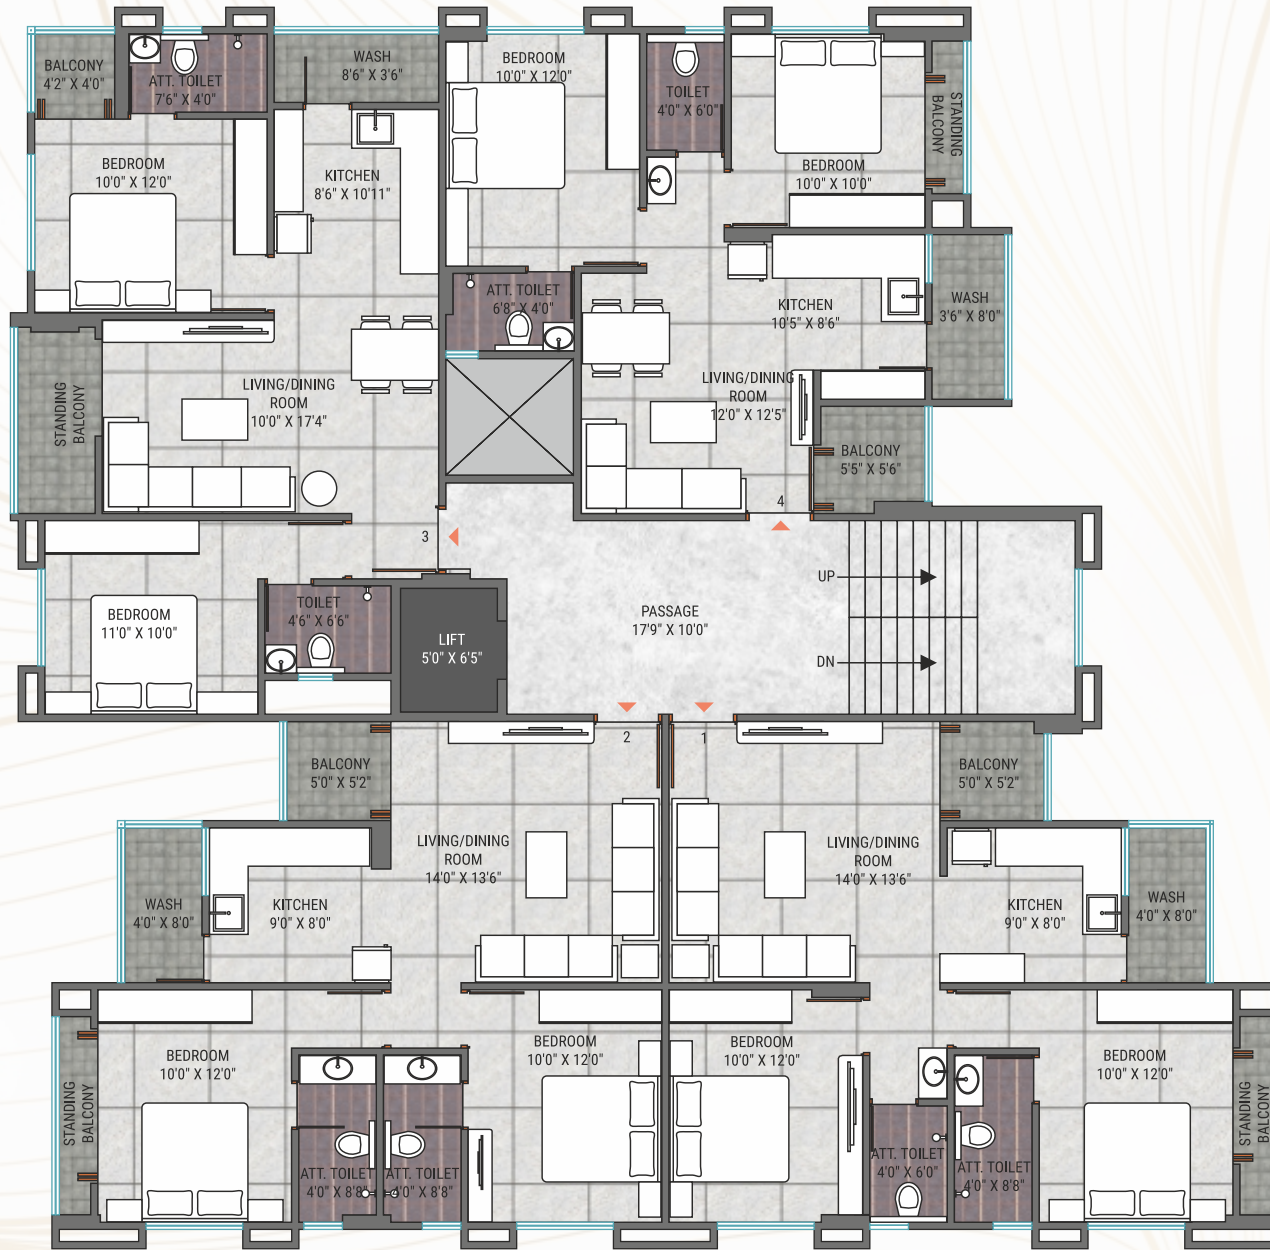 BALCONY
4'2" X 4'0"
ATT. TOILET
7'6" X 4'0"
WASH
8'6" X 3'6"
BEDROOM
10'0" X 12'0"
TOILET
4'0" X 6'0"
STANDING
BALCONY
BEDROOM
10'0" X 12'0"
KITCHEN
8'6" X 10'11"
BEDROOM
10'0" X 10'0"
ATT. TOILET
6'8" X 4'0"
KITCHEN
10'5" X 8'6"
WASH
3'6" X 8'0"
STANDING
BALCONY
LIVING/DINING
ROOM
10'0" X 17'4"
LIVING/DINING
ROOM
12'0" X 12'5"
BALCONY
5'5" X 5'6"
4
3
UP
BEDROOM
11'0" X 10'0"
TOILET
4'6" X 6'6"
LIFT
5'0" X 6'5"
PASSAGE
17'9" X 10'0"
DN
2
1
BALCONY
5'0" X 5'2"
BALCONY
5'0" X 5'2"
LIVING/DINING
ROOM
14'0" X 13'6"
LIVING/DINING
ROOM
14'0" X 13'6"
WASH
4'0" X 8'0"
KITCHEN
9'0" X 8'0"
KITCHEN
9'0" X 8'0"
WASH
4'0" X 8'0"
BEDROOM
10'0" X 12'0"
BEDROOM
10'0" X 12'0"
BEDROOM
10'0" X 12'0"
BEDROOM
10'0" X 12'0"
STANDING
BALCONY
ATT. TOILET
4'0" X 8'8"
ATT. TOILET
4'0" X 8'8"
ATT. TOILET
4'0" X 6'0"
ATT. TOILET
4'0" X 8'8"
STANDING
BALCONY